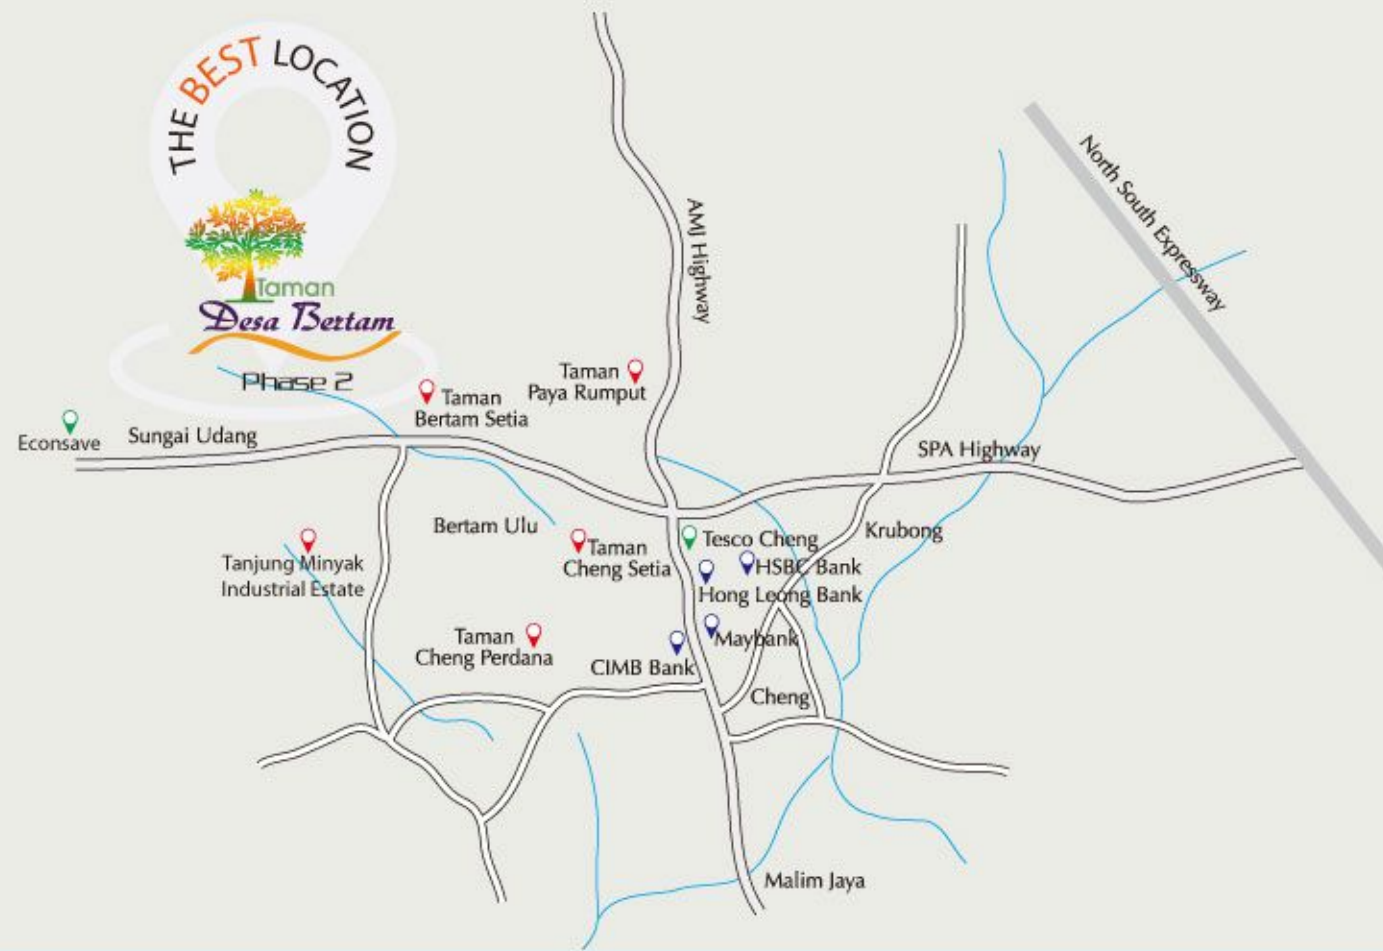 THE BEST LOCATION
Taman
Desa Bertam
Phase 2
AMJ Highway
North South Expressway
Taman
Paya Rumput
Taman
Bertam Setia
Econsave
Sungai Udang
SPA Highway
Bertam Ulu
Taman
Cheng Setia
Tesco Cheng
Krubong
HSBC Bank
Hong Leong Bank
Tanjung Minyak
Industrial Estate
Taman
Cheng Perdana
Maybank
CIMB Bank
Cheng
Malim Jaya